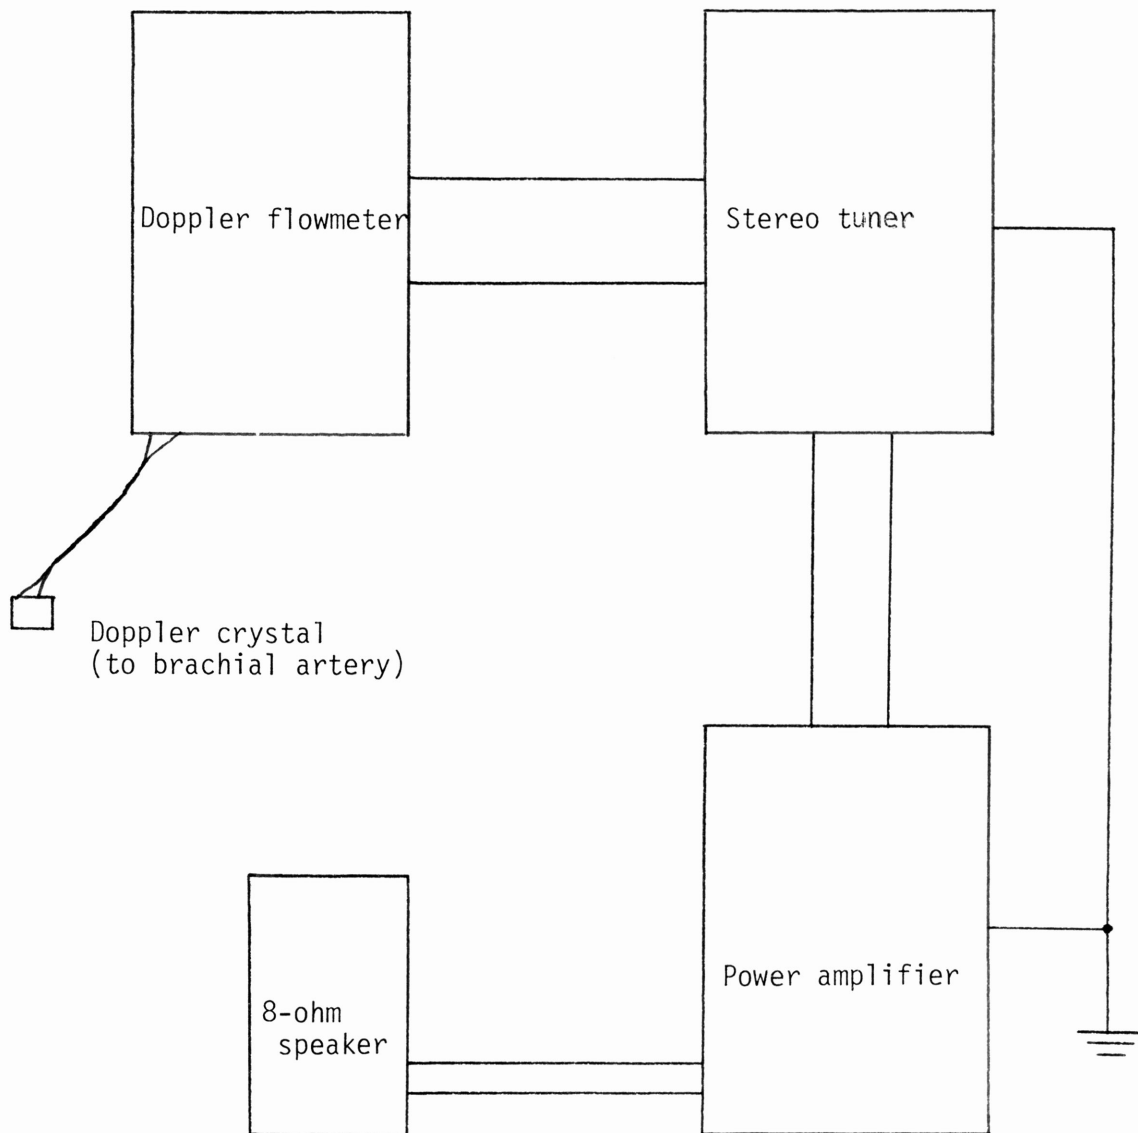 Doppler flowmeter
Stereo tuner
Doppler crystal
(to brachial artery)
Power amplifier
8-ohm
speaker